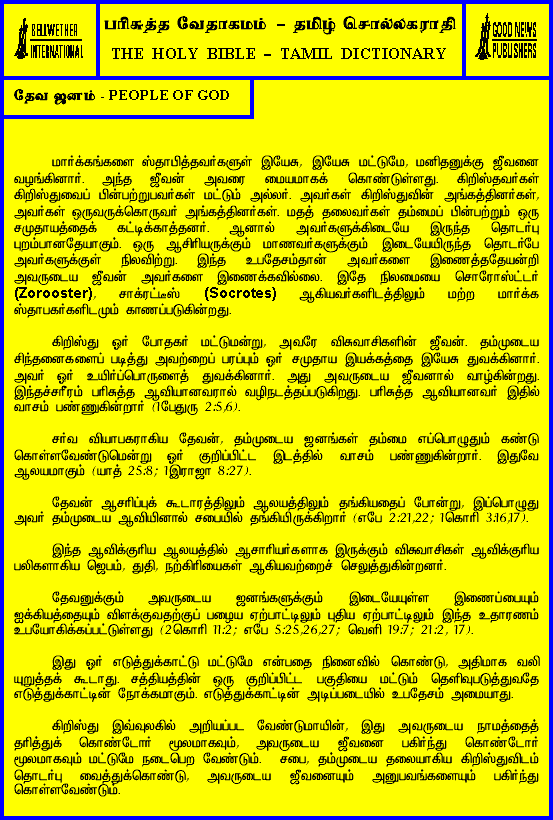 BELLWETHER
INTERNATIONAL
பரிசுத்த வேதாகமம் – தமிழ் சொல்லகராதி
THE HOLY BIBLE – TAMIL DICTIONARY
GOOD NEWS
PUBLISHERS
தேவ ஜனம் - PEOPLE OF GOD
மார்க்கங்களை ஸ்தாபித்தவர்களுள் இயேசு, இயேசு மட்டுமே, மனிதனுக்கு ஜீவனை
வழங்கினார். அந்த ஜீவன் அவரை மையமாகக் கொண்டுள்ளது. கிறிஸ்தவர்கள்
கிறிஸ்துவைப் பின்பற்றுபவர்கள் மட்டும் அல்லர். அவர்கள் கிறிஸ்துவின் அங்கத்தினர்கள்,
அவர்கள் ஒருவருக்கொருவர் அங்கத்தினர்கள். மதத் தலைவர்கள் தம்மைப் பின்பற்றும் ஒரு
சமுதாயத்தைக் கட்டிக்காத்தனர். ஆனால் அவர்களுக்கிடையே இருந்த தொடர்பு
புறம்பானதேயாகும். ஒரு ஆசிரியருக்கும் மாணவர்களுக்கும் இடையேயிருந்த தொடர்பே
அவர்களுக்குள் நிலவிற்று. இந்த உபதேசம்தான் அவர்களை இணைத்ததேயன்றி
அவருடைய ஜீவன் அவர்களை இணைக்கவில்லை. இதே நிலமையை சொரோஸ்ட்டர்
(Zorooster), சாக்ரட்டீஸ் (Socrotes) ஆகியவர்களிடத்திலும் மற்ற மார்க்க
ஸ்தாபகர்களிடமும் காணப்படுகின்றது.
கிறிஸ்து ஓர் போதகர் மட்டுமன்று, அவரே விசுவாசிகளின் ஜீவன். தம்முடைய
சிந்தனைகளைப் படித்து அவற்றைப் பரப்பும் ஓர் சமுதாய இயக்கத்தை இயேசு துவக்கினார்.
அவர் ஓர் உயிர்ப்பொருளைத் துவக்கினார். அது அவருடைய ஜீவனால் வாழ்கின்றது.
இந்தச்சரீரம் பரிசுத்த ஆவியானவரால் வழிநடத்தப்படுகிறது. பரிசுத்த ஆவியானவர் இதில்
வாசம் பண்ணுகின்றார் (1பேதுரு 2:5,6).
சர்வ வியாபகராகிய தேவன், தம்முடைய ஜனங்கள் தம்மை எப்பொழுதும் கண்டு
கொள்ளவேண்டுமென்று ஓர் குறிப்பிட்ட இடத்தில் வாசம் பண்ணுகின்றார். இதுவே
ஆலயமாகும் (யாத் 25:8; 1இராஜா 8:27).
தேவன் ஆசரிப்புக் கூடாரத்திலும் ஆலயத்திலும் தங்கியதைப் போன்று, இப்பொழுது
அவர் தம்முடைய ஆவியினால் சபையில் தங்கியிருக்கிறார் (எபே 2:21,22; 1கொரி 3:16,17).
இந்த ஆவிக்குரிய ஆலயத்தில் ஆசாரியர்களாக இருக்கும் விசுவாசிகள் ஆவிக்குரிய
பலிகளாகிய ஜெபம், துதி, நற்கிரியைகள் ஆகியவற்றைச் செலுத்துகின்றனர்.
தேவனுக்கும் அவருடைய ஜனங்களுக்கும் இடையேயுள்ள இணைப்பையும்
ஐக்கியத்தையும் விளக்குவதற்குப் பழைய ஏற்பாட்டிலும் புதிய ஏற்பாட்டிலும் இந்த உதாரணம்
உபயோகிக்கப்பட்டுள்ளது (2கொரி 11:2; எபே 5:25,26,27; வெளி 19:7; 21:2, 17).
இது ஓர் எடுத்துக்காட்டு மட்டுமே என்பதை நினைவில் கொண்டு, அதிமாக வலி
யுறுத்தக் கூடாது. சத்தியத்தின் ஒரு குறிப்பிட்ட பகுதியை மட்டும் தெளிவுபடுத்துவதே
எடுத்துக்காட்டின் நோக்கமாகும். எடுத்துக்காட்டின் அடிப்படையில் உபதேசம் அமையாது.
கிறிஸ்து இவ்வுலகில் அறியப்பட வேண்டுமாயின், இது அவருடைய நாமத்தைத்
தரித்துக் கொண்டோர் மூலமாகவும், அவருடைய ஜீவனை பகிர்ந்து கொண்டோர்
மூலமாகவும் மட்டுமே நடைபெற வேண்டும். சபை, தம்முடைய தலையாகிய கிறிஸ்துவிடம்
தொடர்பு வைத்துக்கொண்டு, அவருடைய ஜீவனையும் அனுபவங்களையும் பகிர்ந்து
கொள்ளவேண்டும்.